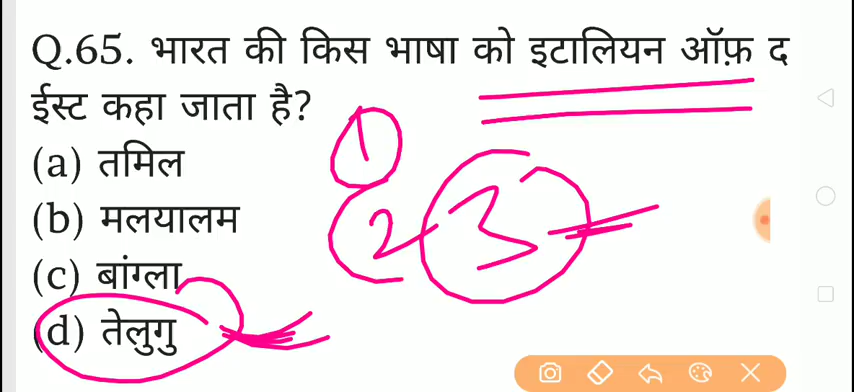 Q.65. भारत की किस भाषा को इटालियन ऑफ़ द
ईस्ट कहा जाता है?
1
(a) तमिल
(b) मलयालम
2 3
(c) बांग्ला
(d) तेलुगु